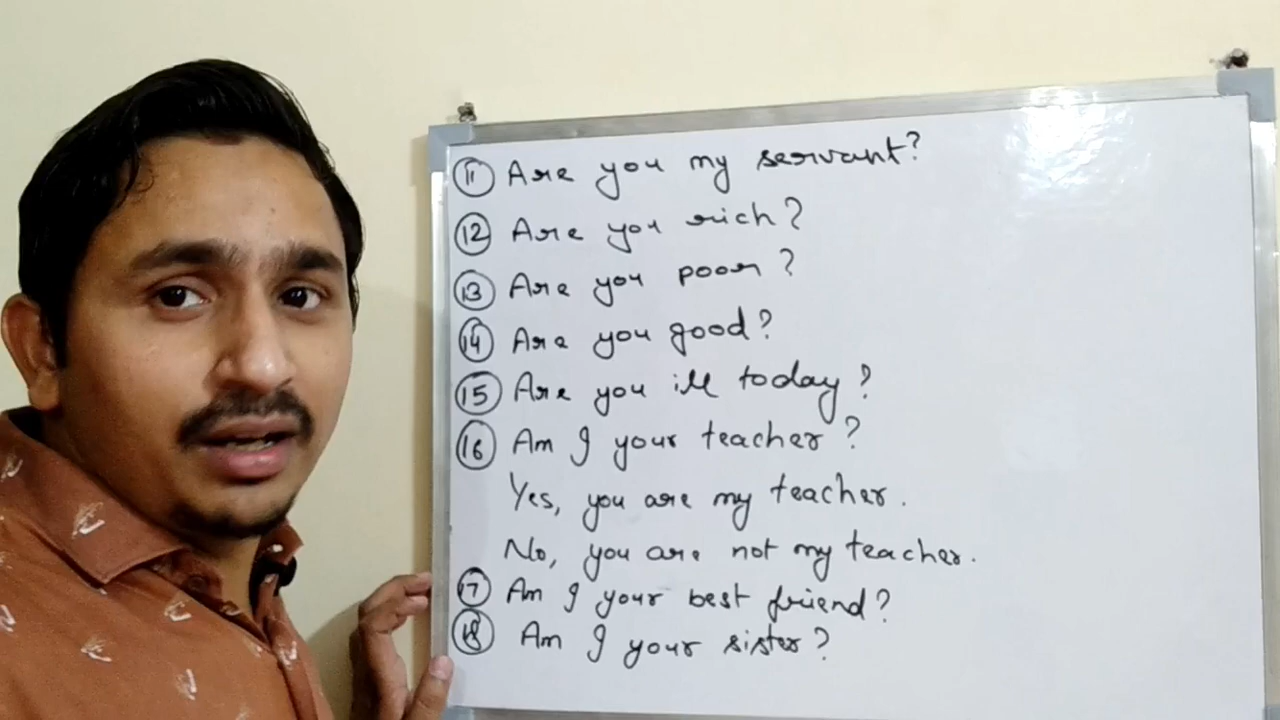 11 Are you my servant?
12 Are you rich?
13 Are you poor?
14 Are you good?
15 Are you ill today?
16 Am I your teacher?
Yes, you are my teacher.
No, you are not my teacher.
17 Am I your best friend?
18 Am I your sister?